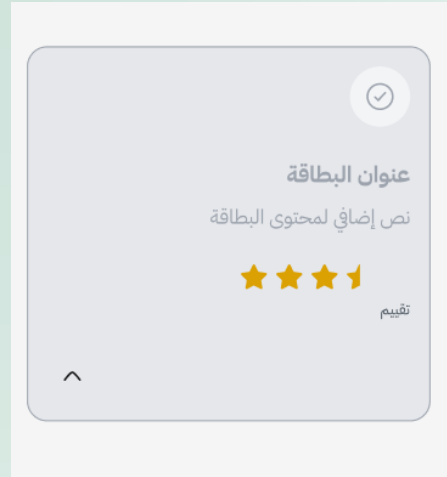 عنوان البطاقة
نص إضافي لمحتوى البطاقة
تقييم